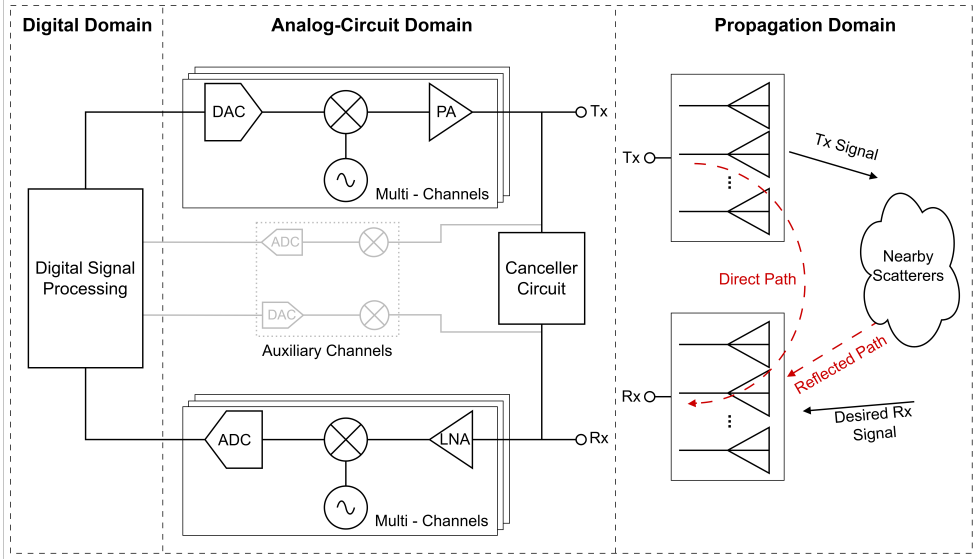 Digital Domain
Analog-Circuit Domain
Propagation Domain
DAC
PA
Tx
Multi - Channels
Digital Signal
Processing
ADC
DAC
Auxiliary Channels
Canceller
Circuit
ADC
LNA
Rx
Multi - Channels
Tx
...
Tx Signal
Nearby
Scatterers
Direct Path
Reflected Path
Rx
...
Desired Rx
Signal